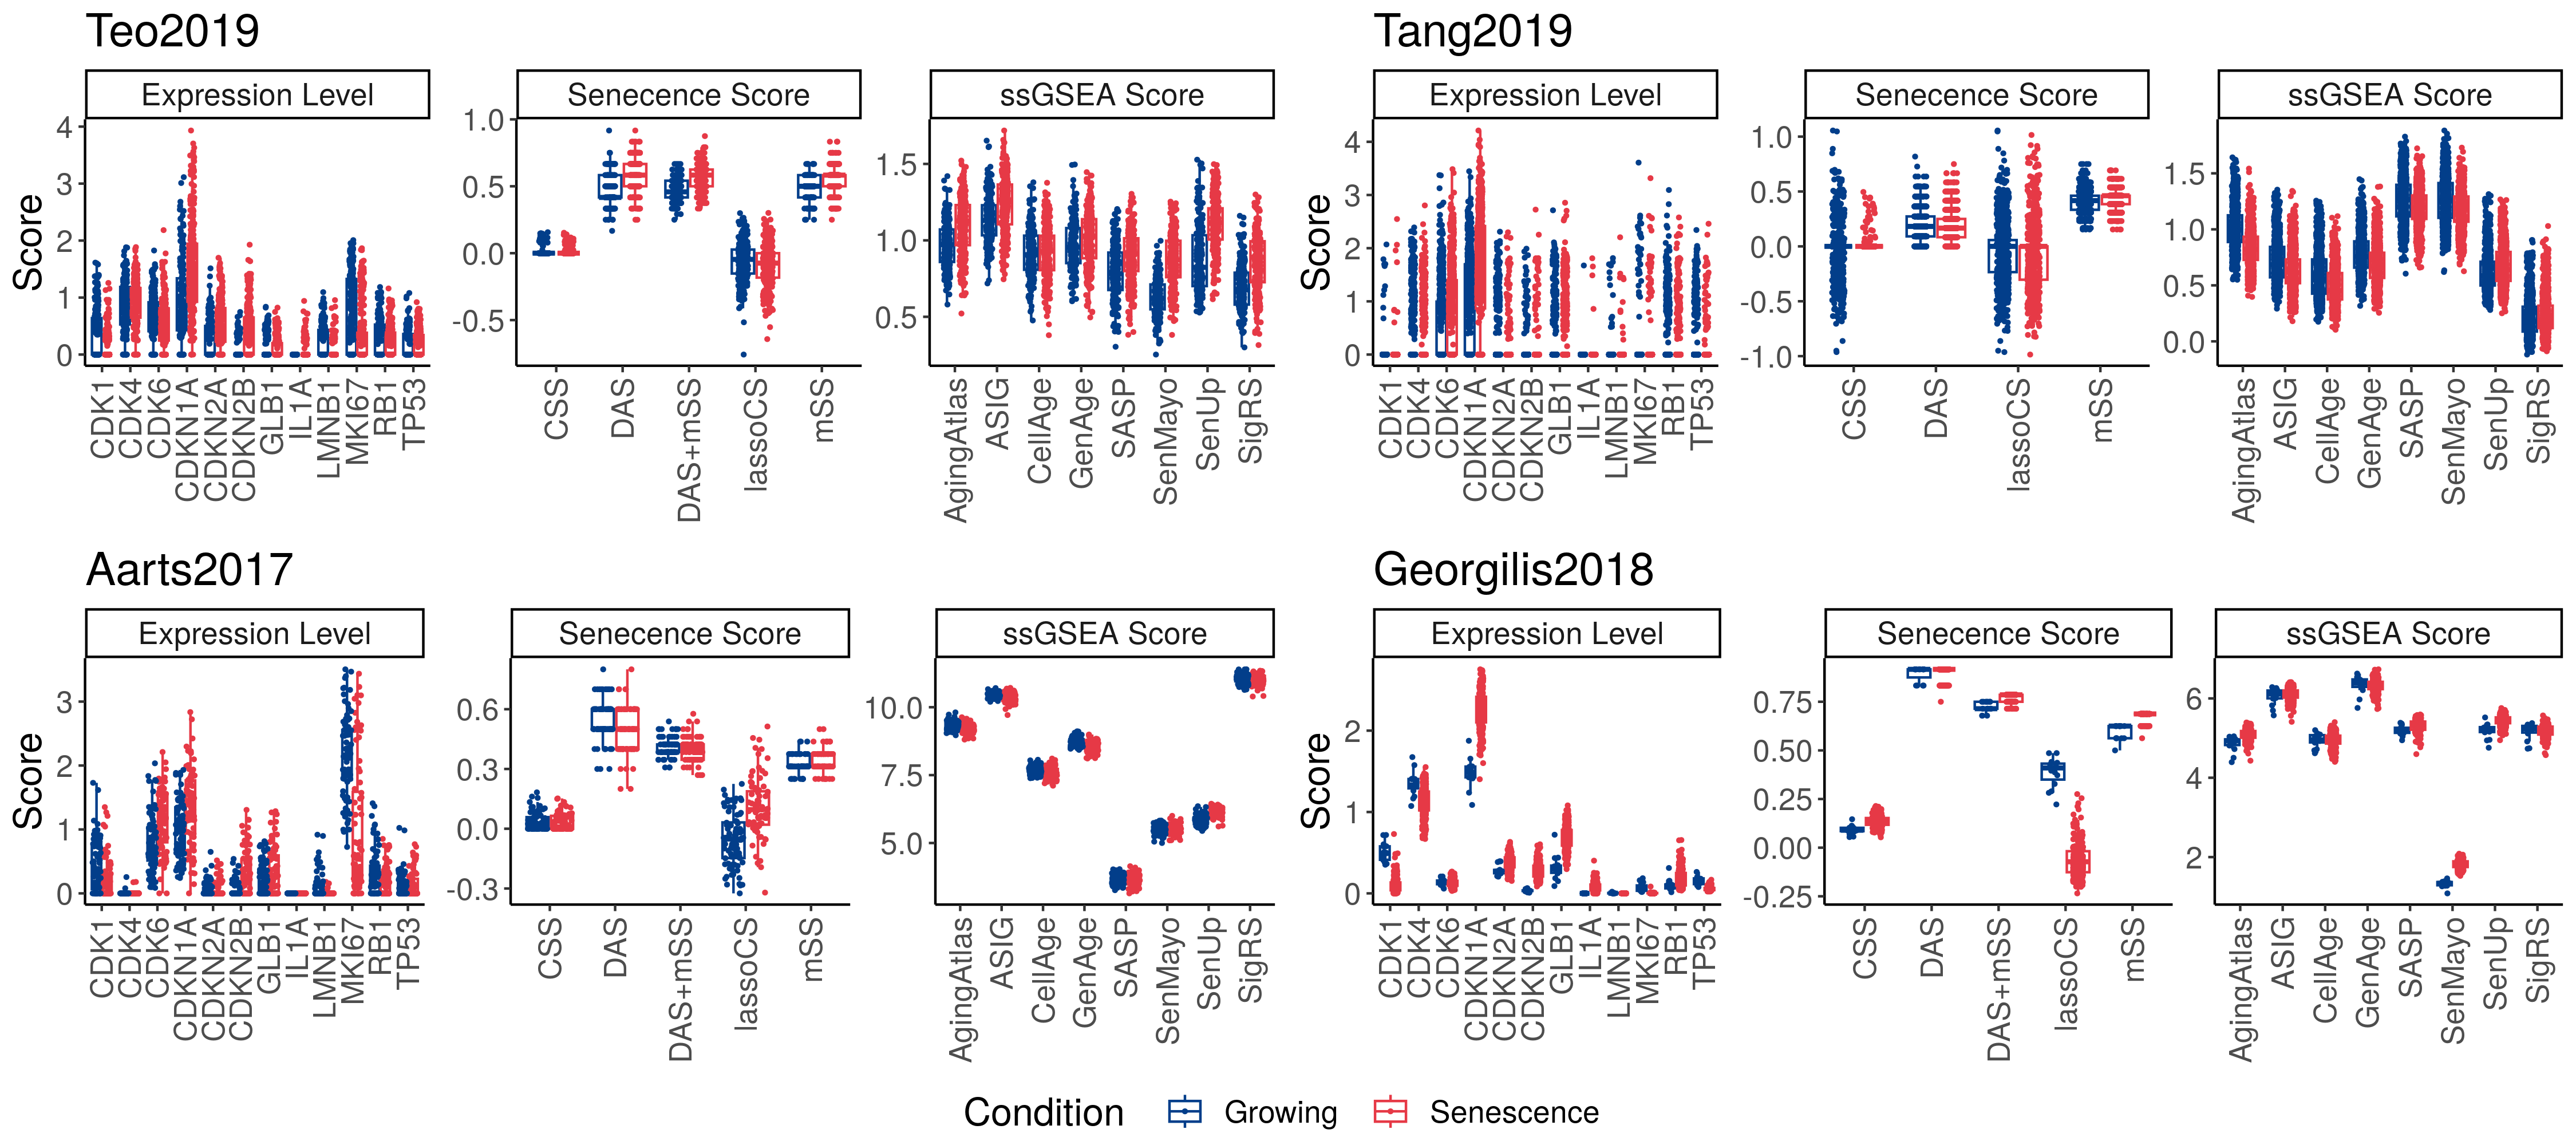 Teo2019
Expression Level
Senecence Score
ssGSEA Score
Score
4
3
2
1
0
1.0
0.5
0.0
-0.5
1.5
1.0
0.5
CDK1
CDK4
CDK6
CDKN1A
CDKN2A
CDKN2B
GLB1
IL1A
LMNB1
MKI67
RB1
TP53
CSS
DAS
DAS+mSS
lassoCS
mSS
AgingAtlas
ASIG
CellAge
GenAge
SASP
SenMayo
SenUp
SigRS
Tang2019
Expression Level
Senecence Score
ssGSEA Score
Score
4
3
2
1
0
1.0
0.5
0.0
-0.5
-1.0
1.5
1.0
0.5
0.0
CDK1
CDK4
CDK6
CDKN1A
CDKN2A
CDKN2B
GLB1
IL1A
LMNB1
MKI67
RB1
TP53
CSS
DAS
lassoCS
mSS
AgingAtlas
ASIG
CellAge
GenAge
SASP
SenMayo
SenUp
SigRS
Aarts2017
Expression Level
Senecence Score
ssGSEA Score
Score
3
2
1
0
0.6
0.3
0.0
-0.3
10.0
7.5
5.0
CDK1
CDK4
CDK6
CDKN1A
CDKN2A
CDKN2B
GLB1
IL1A
LMNB1
MKI67
RB1
TP53
CSS
DAS
DAS+mSS
lassoCS
mSS
AgingAtlas
ASIG
CellAge
GenAge
SASP
SenMayo
SenUp
SigRS
Georgilis2018
Expression Level
Senecence Score
ssGSEA Score
Score
2
1
0
0.75
0.50
0.25
0.00
-0.25
6
4
2
CDK1
CDK4
CDK6
CDKN1A
CDKN2A
CDKN2B
GLB1
IL1A
LMNB1
MKI67
RB1
TP53
CSS
DAS
DAS+mSS
lassoCS
mSS
AgingAtlas
ASIG
CellAge
GenAge
SASP
SenMayo
SenUp
SigRS
Condition
Growing
Senescence